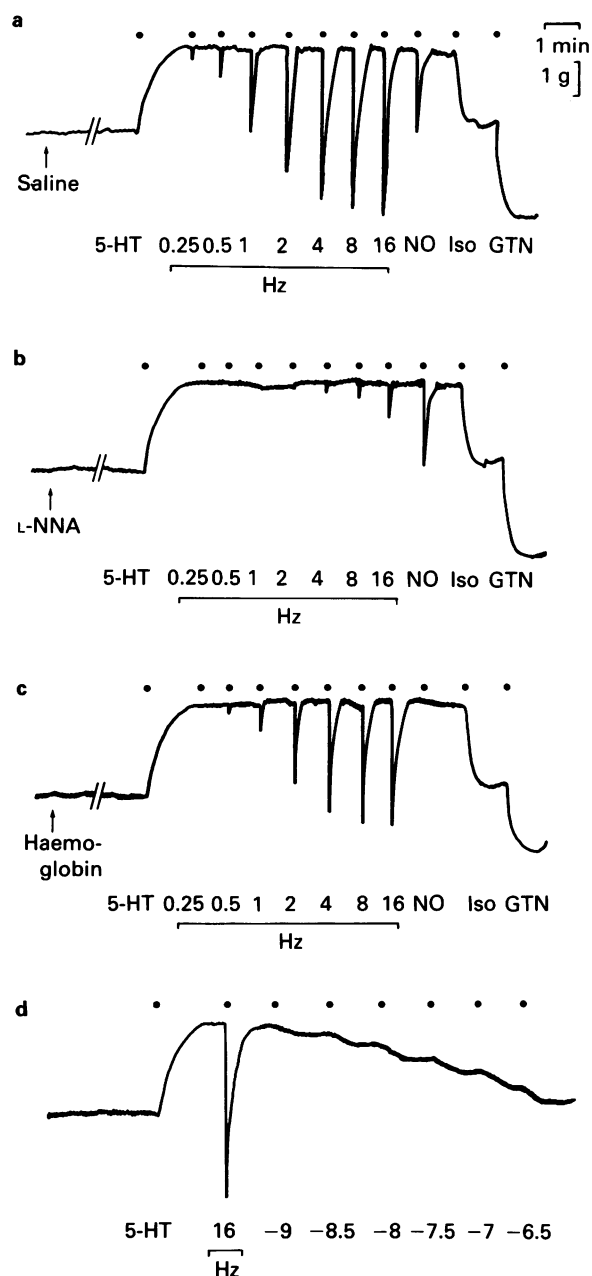 a
1 min
1 g
Saline
5-HT 0.25 0.5 1 2 4 8 16 NO Iso GTN
Hz
b
L-NNA
5-HT 0.25 0.5 1 2 4 8 16 NO Iso GTN
Hz
c
Haemo-
globin
5-HT 0.25 0.5 1 2 4 8 16 NO Iso GTN
Hz
d
5-HT 16 −9 −8.5 −8 −7.5 −7 −6.5
Hz